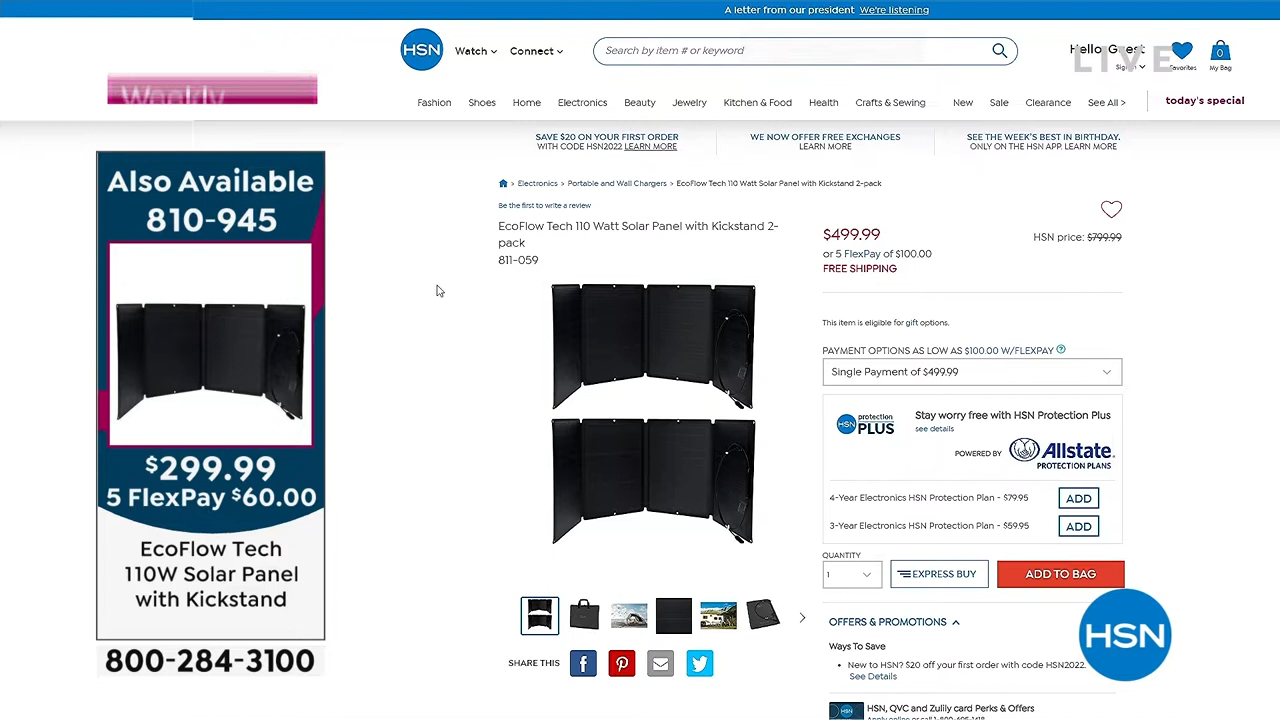 A letter from our president We're listening
HSN
Watch
Connect
Search by item # or keyword
Hello Guest
LIVE
Favorites
0
My Bag
Weekly
Fashion
Shoes
Home
Electronics
Beauty
Jewelry
Kitchen & Food
Health
Crafts & Sewing
New
Sale
Clearance
See All >
today's special
SAVE $20 ON YOUR FIRST ORDER
WITH CODE HSN2022 LEARN MORE
WE NOW OFFER FREE EXCHANGES
LEARN MORE
SEE THE WEEK'S BEST IN BIRTHDAY.
ONLY ON THE HSN APP. LEARN MORE
Also Available
810-945
$299.99
5 FlexPay $60.00
EcoFlow Tech
110W Solar Panel
with Kickstand
800-284-3100
> Electronics > Portable and Wall Chargers > EcoFlow Tech 110 Watt Solar Panel with Kickstand 2-pack
Be the first to write a review
EcoFlow Tech 110 Watt Solar Panel with Kickstand 2-
pack
811-059
SHARE THIS
$499.99
HSN price: $799.99
or 5 FlexPay of $100.00
FREE SHIPPING
This item is eligible for gift options.
PAYMENT OPTIONS AS LOW AS $100.00 W/FLEXPAY ?
Single Payment of $499.99
HSN protection PLUS
Stay worry free with HSN Protection Plus
see details
POWERED BY
Allstate.
PROTECTION PLANS
4-Year Electronics HSN Protection Plan - $79.95
ADD
3-Year Electronics HSN Protection Plan - $59.95
ADD
QUANTITY
1
EXPRESS BUY
ADD TO BAG
OFFERS & PROMOTIONS
Ways To Save
New to HSN? $20 off your first order with code HSN2022.
See Details
HSN
HSN
HSN, QVC and Zulily card Perks & Offers